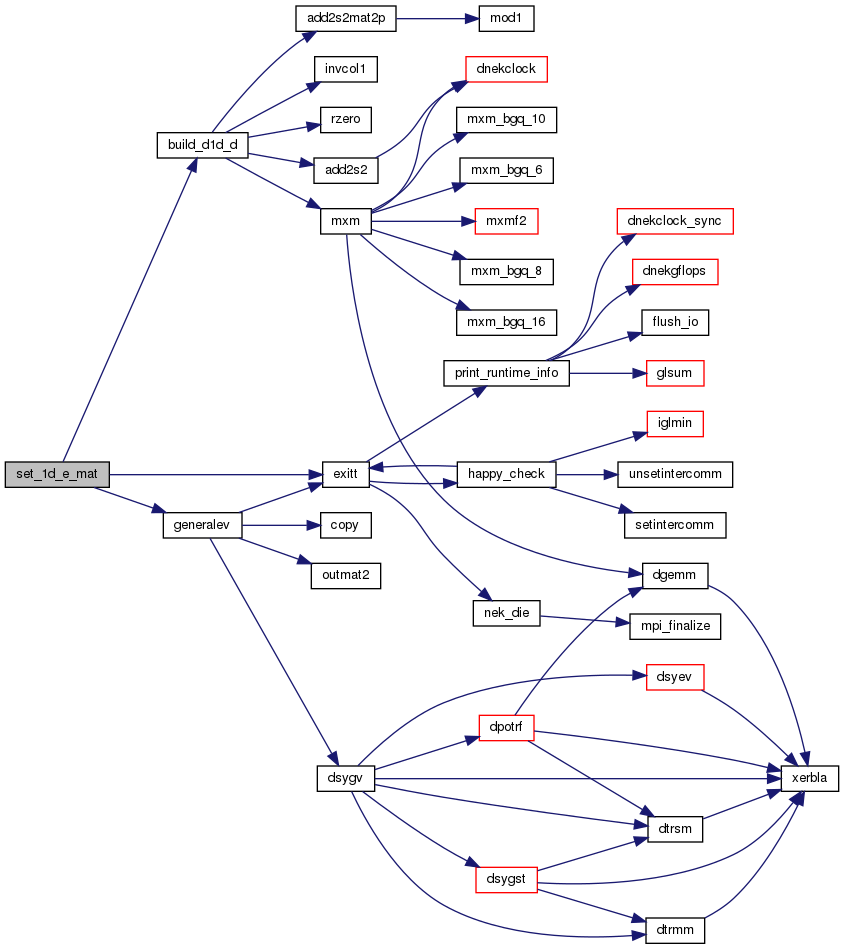 add2s2mat2p
mod1
invcol1
dnekclock
rzero
mxm_bgq_10
build_d1d_d
add2s2
mxm_bgq_6
mxm
mxmf2
dnekclock_sync
mxm_bgq_8
dnekgflops
mxm_bgq_16
flush_io
print_runtime_info
glsum
iglmin
set_1d_e_mat
exitt
happy_check
unsetintercomm
generalev
copy
setintercomm
outmat2
dgemm
nek_die
mpi_finalize
dsyev
dpotrf
dsygv
xerbla
dtrsm
dsygst
dtrmm